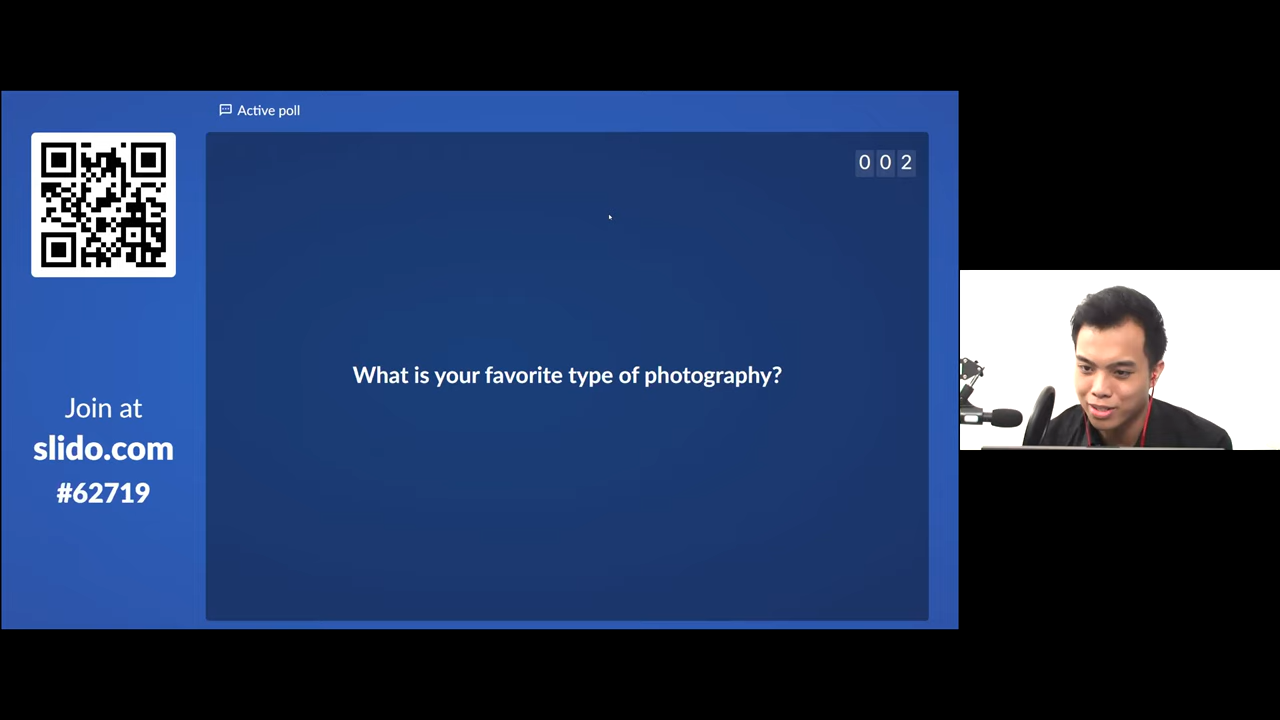 Active poll
002
What is your favorite type of photography?
Join at
slido.com
#62719